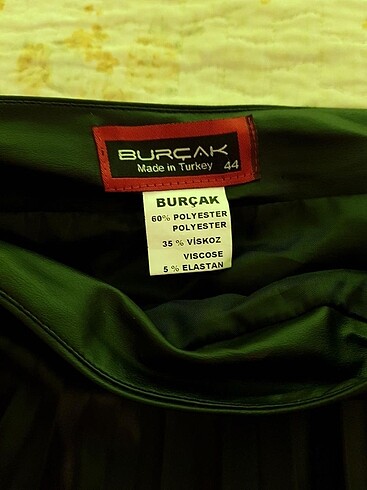 BURÇAK
Made in Turkey 44
BURÇAK
60% POLYESTER
POLYESTER
35 % VİSKOZ
VISCOSE
5 % ELASTAN